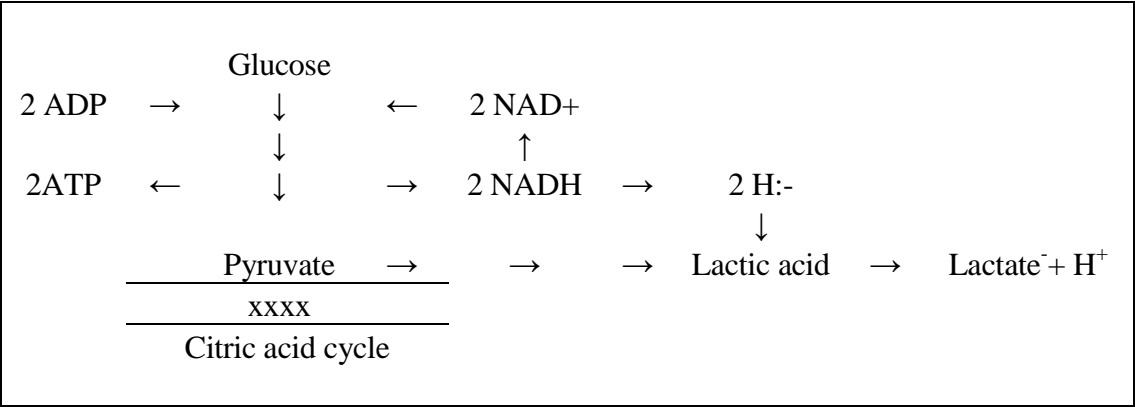 Glucose
2 ADP → ↓ ← 2 NAD+
↓ ↑
2ATP ← ↓ → 2 NADH → 2 H:-
↓
Pyruvate → → → Lactic acid → Lactate⁻+ H⁺
xxxx
Citric acid cycle